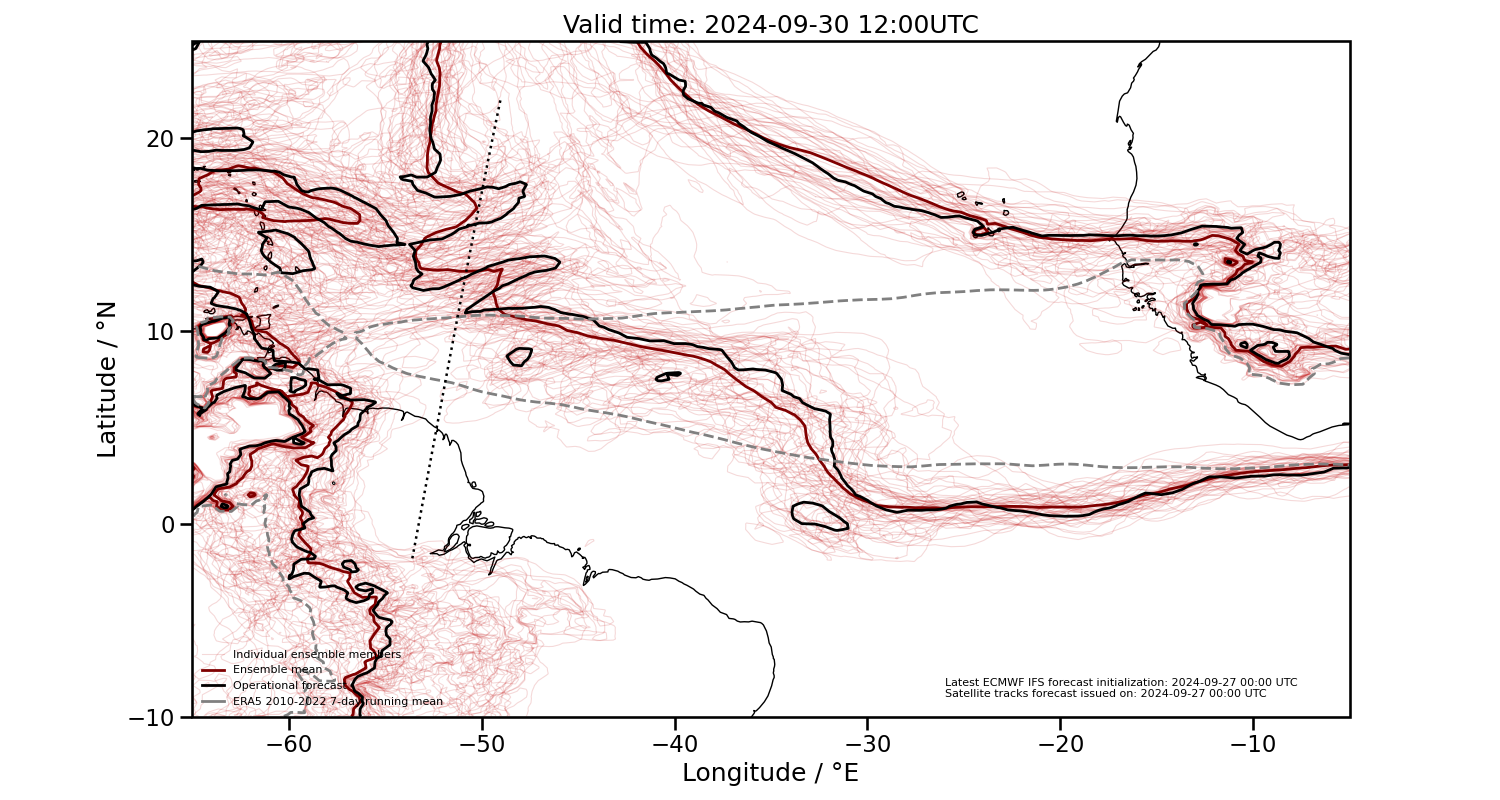 Valid time: 2024-09-30 12:00UTC
Latitude / °N
20
10
0
−10
Individual ensemble members
Ensemble mean
Operational forecast
ERA5 2010-2022 7-day running mean
Latest ECMWF IFS forecast initialization: 2024-09-27 00:00 UTC
Satellite tracks forecast issued on: 2024-09-27 00:00 UTC
−60
−50
−40
−30
−20
−10
Longitude / °E